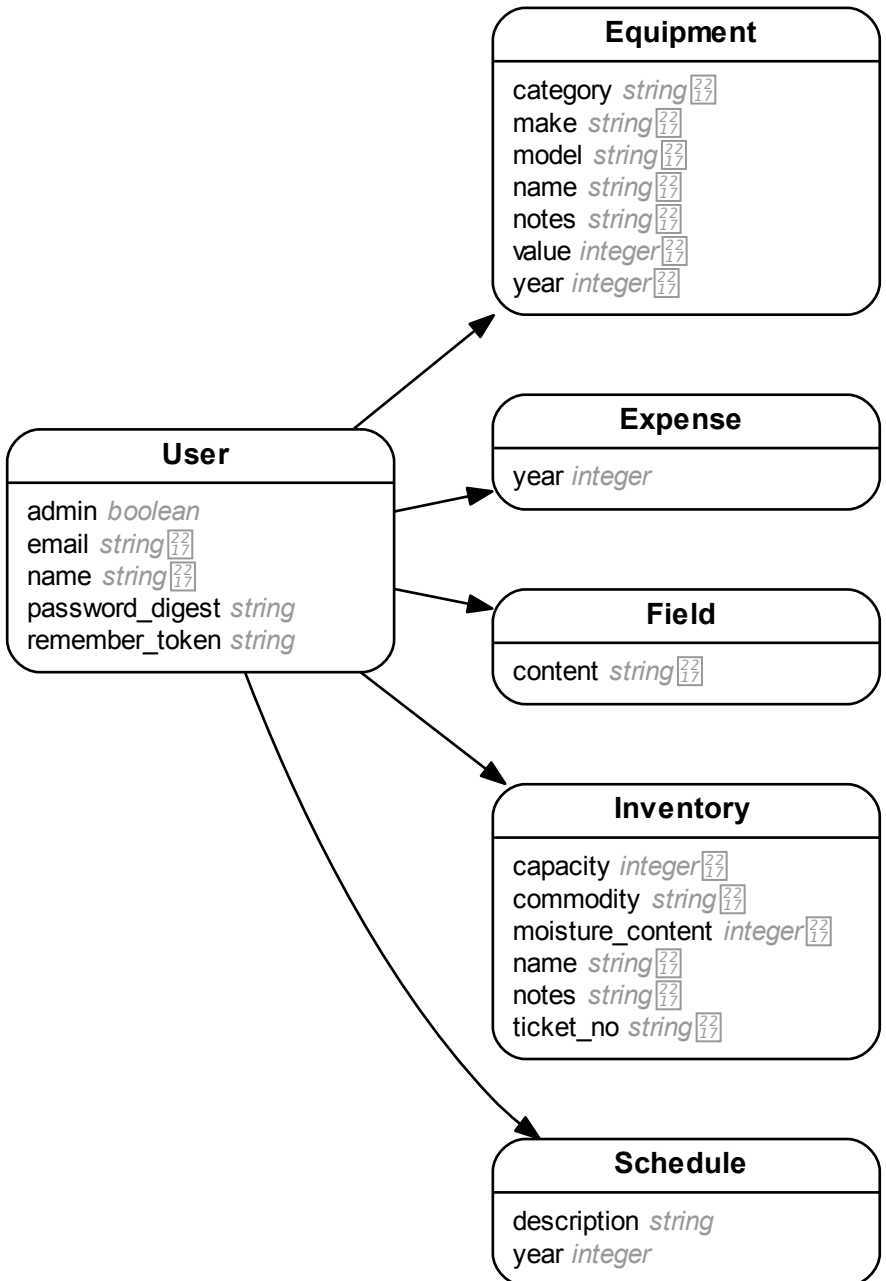 Equipment
category string
make string
model string
name string
notes string
value integer
year integer
Expense
year integer
User
admin boolean
email string
name string
password_digest string
remember_token string
Field
content string
Inventory
capacity integer
commodity string
moisture_content integer
name string
notes string
ticket_no string
Schedule
description string
year integer